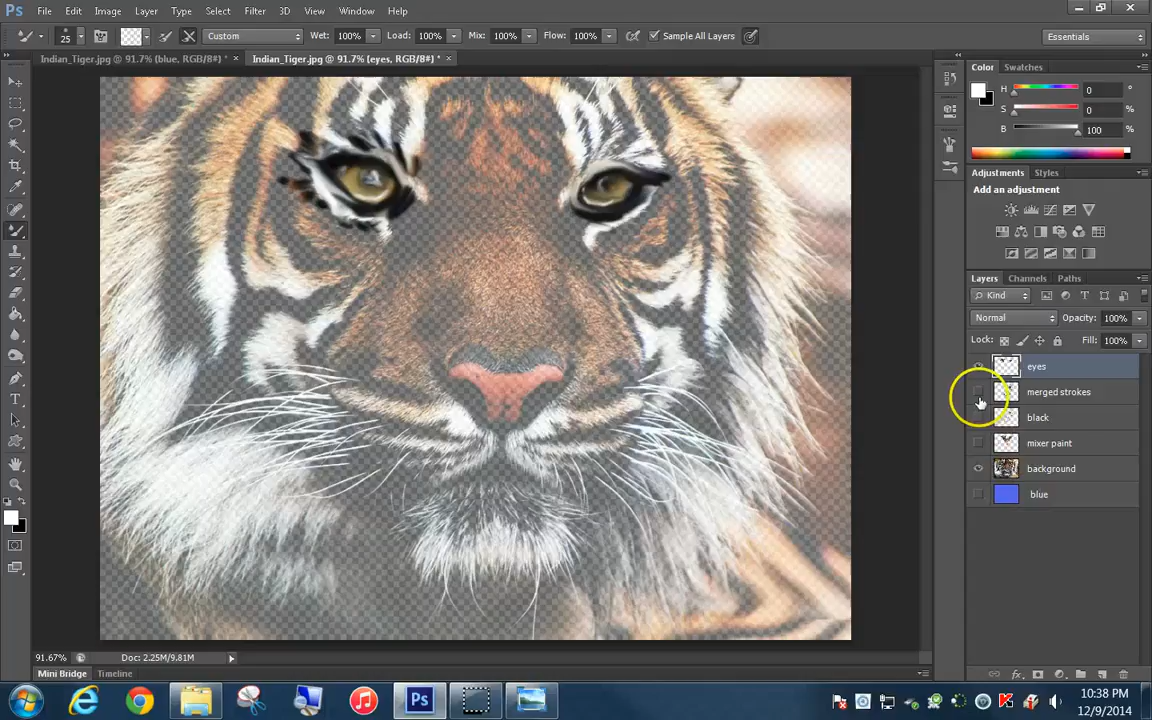 Ps File Edit Image Layer Type Select Filter 3D View Window Help
25 Custom Wet: 100% Load: 100% Mix: 100% Flow: 100% Sample All Layers Essentials
Indian_Tiger.jpg @ 91.7% (blue, RGB/8#) * × Indian_Tiger.jpg @ 91.7% (eyes, RGB/8#) * ×
Color Swatches
H 0 °
S 0 %
B 100 %
Adjustments Styles
Add an adjustment
Layers Channels Paths
Kind
Normal Opacity: 100%
Lock: Fill: 100%
eyes
merged strokes
black
mixer paint
background
blue
91.67% Doc: 2.25M/9.81M
Mini Bridge Timeline
Ps
10:38 PM
12/9/2014